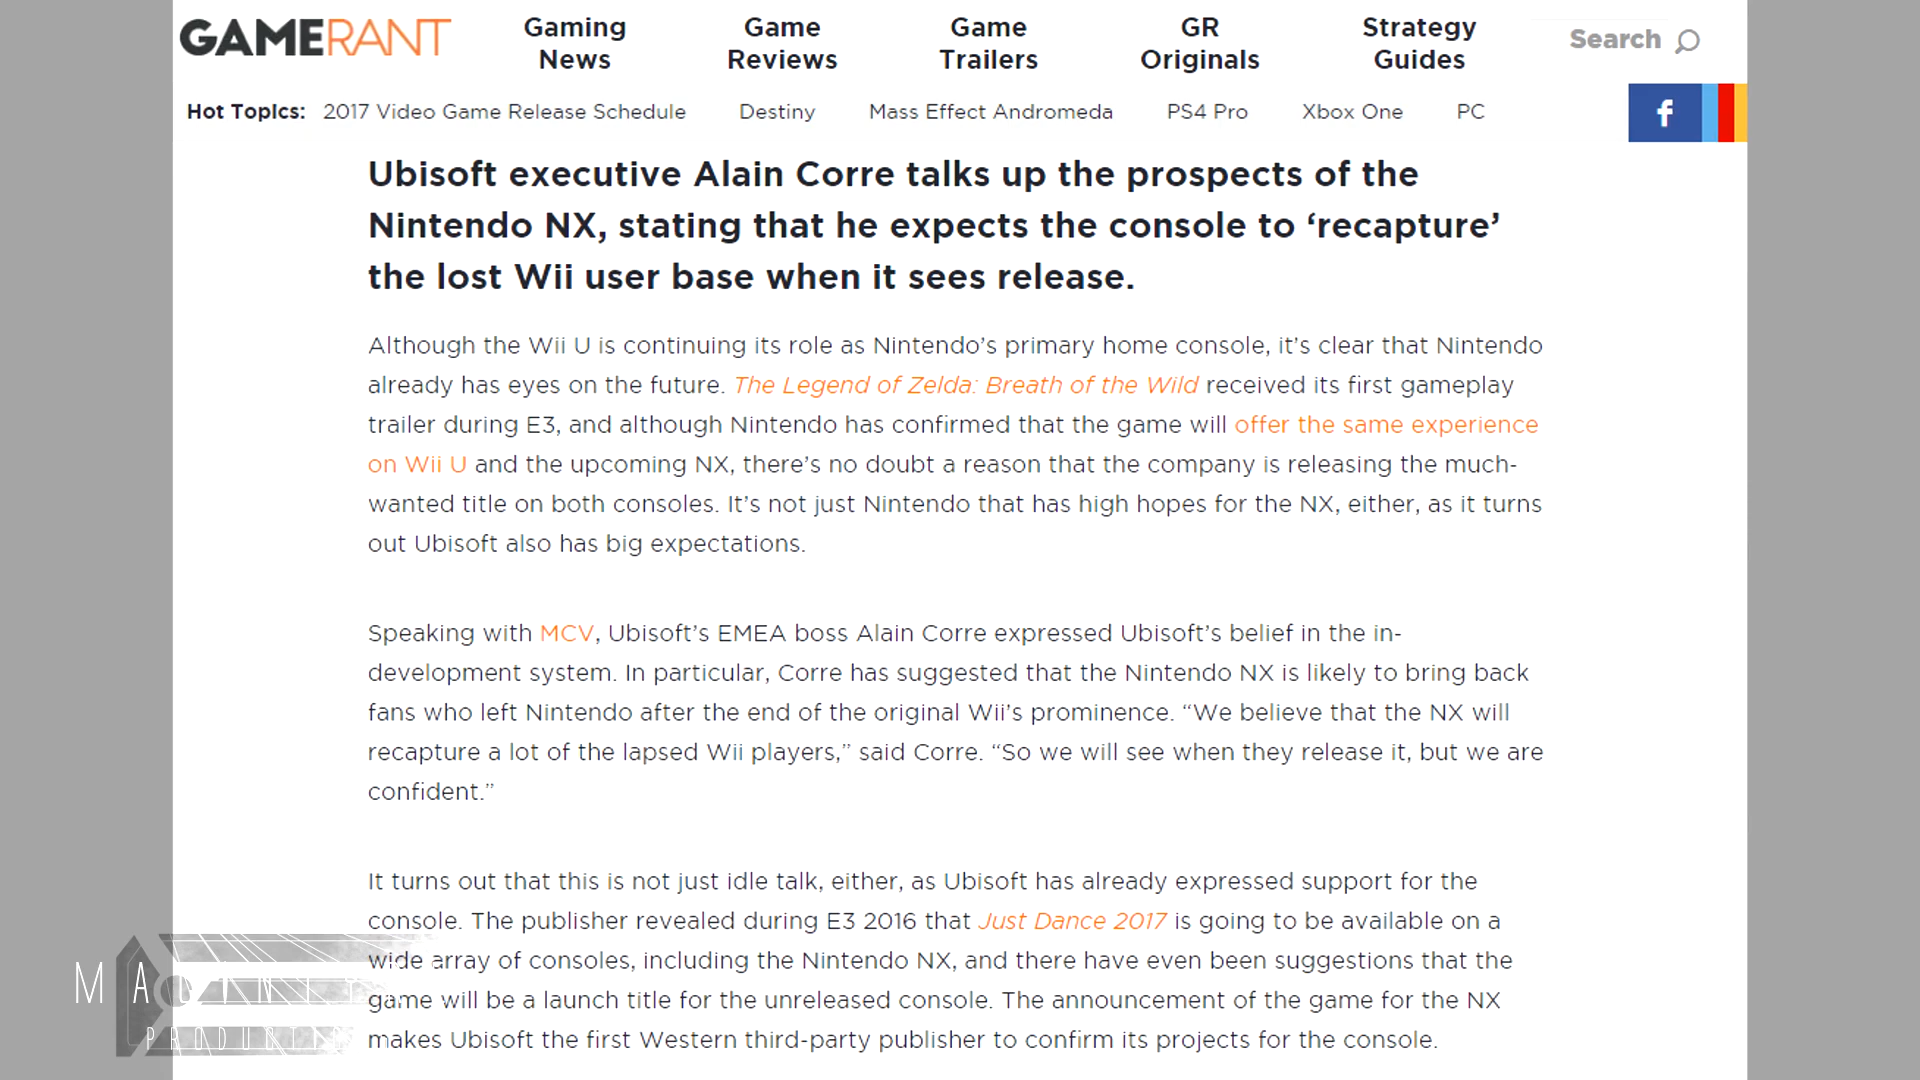 GAMERANT
Gaming News
Game Reviews
Game Trailers
GR Originals
Strategy Guides
Search
Hot Topics: 2017 Video Game Release Schedule Destiny Mass Effect Andromeda PS4 Pro Xbox One PC
f
Ubisoft executive Alain Corre talks up the prospects of the
Nintendo NX, stating that he expects the console to ‘recapture’
the lost Wii user base when it sees release.
Although the Wii U is continuing its role as Nintendo’s primary home console, it’s clear that Nintendo
already has eyes on the future. The Legend of Zelda: Breath of the Wild received its first gameplay
trailer during E3, and although Nintendo has confirmed that the game will offer the same experience
on Wii U and the upcoming NX, there’s no doubt a reason that the company is releasing the much-
wanted title on both consoles. It’s not just Nintendo that has high hopes for the NX, either, as it turns
out Ubisoft also has big expectations.
Speaking with MCV, Ubisoft’s EMEA boss Alain Corre expressed Ubisoft’s belief in the in-
development system. In particular, Corre has suggested that the Nintendo NX is likely to bring back
fans who left Nintendo after the end of the original Wii’s prominence. “We believe that the NX will
recapture a lot of the lapsed Wii players,” said Corre. “So we will see when they release it, but we are
confident.”
It turns out that this is not just idle talk, either, as Ubisoft has already expressed support for the
console. The publisher revealed during E3 2016 that Just Dance 2017 is going to be available on a
wide array of consoles, including the Nintendo NX, and there have even been suggestions that the
game will be a launch title for the unreleased console. The announcement of the game for the NX
makes Ubisoft the first Western third-party publisher to confirm its projects for the console.